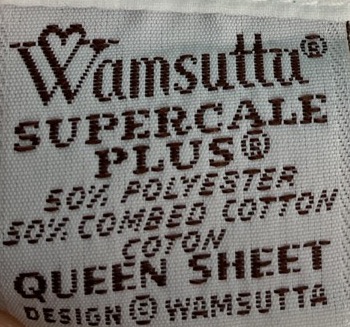 Wamsutta®
SUPERCALE
PLUS®
50% POLYESTER
50% COMBED COTTON
COTON
QUEEN SHEET
DESIGN © WAMSUTTA